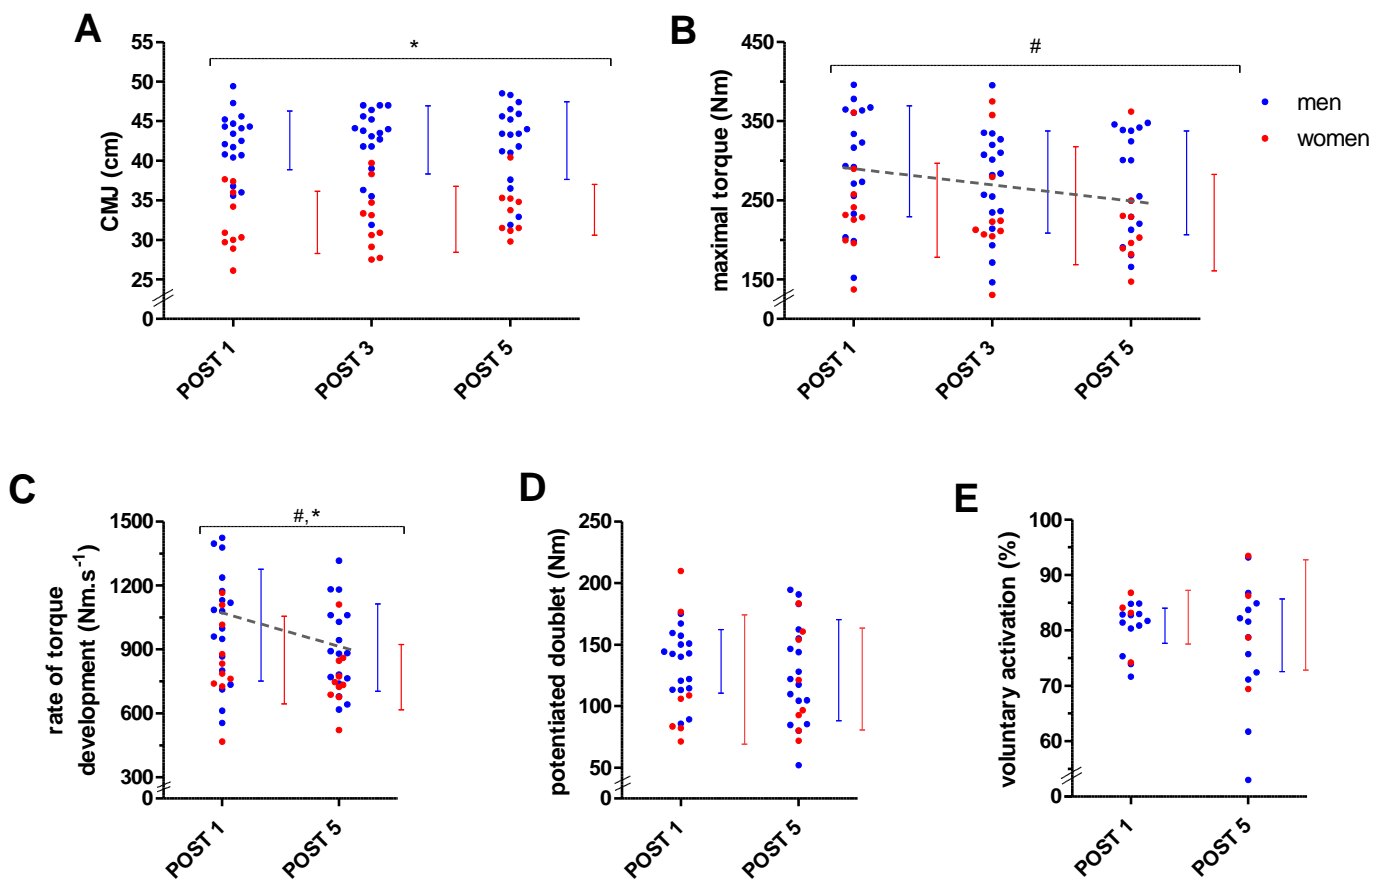 A
CMJ (cm)
55
50
45
40
35
30
25
0
*
POST 1
POST 3
POST 5
B
maximal torque (Nm)
450
350
250
150
0
#
POST 1
POST 3
POST 5
men
women
C
rate of torque
development (Nm.s-1)
1500
1200
900
600
300
0
#,*
POST 1
POST 5
D
potentiated doublet (Nm)
250
200
150
100
50
0
POST 1
POST 5
E
voluntary activation (%)
100
90
80
70
60
0
POST 1
POST 5